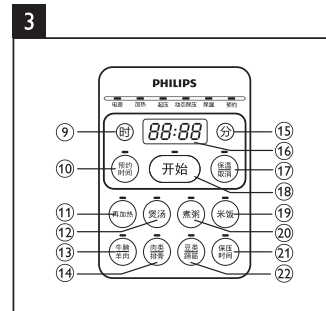 3
PHILIPS
电源 加热 起压 动态保压 保温 预约
⑨ 时 88:88 分 ⑮
⑯
⑩ 预约时间 开始 保温取消 ⑰
⑱
⑪ 再加热 煲汤 煮粥 米饭 ⑲
⑫ ⑳
⑬ 牛腩羊肉 肉类排骨 豆类蹄筋 保压时间 ㉑
⑭ ㉒